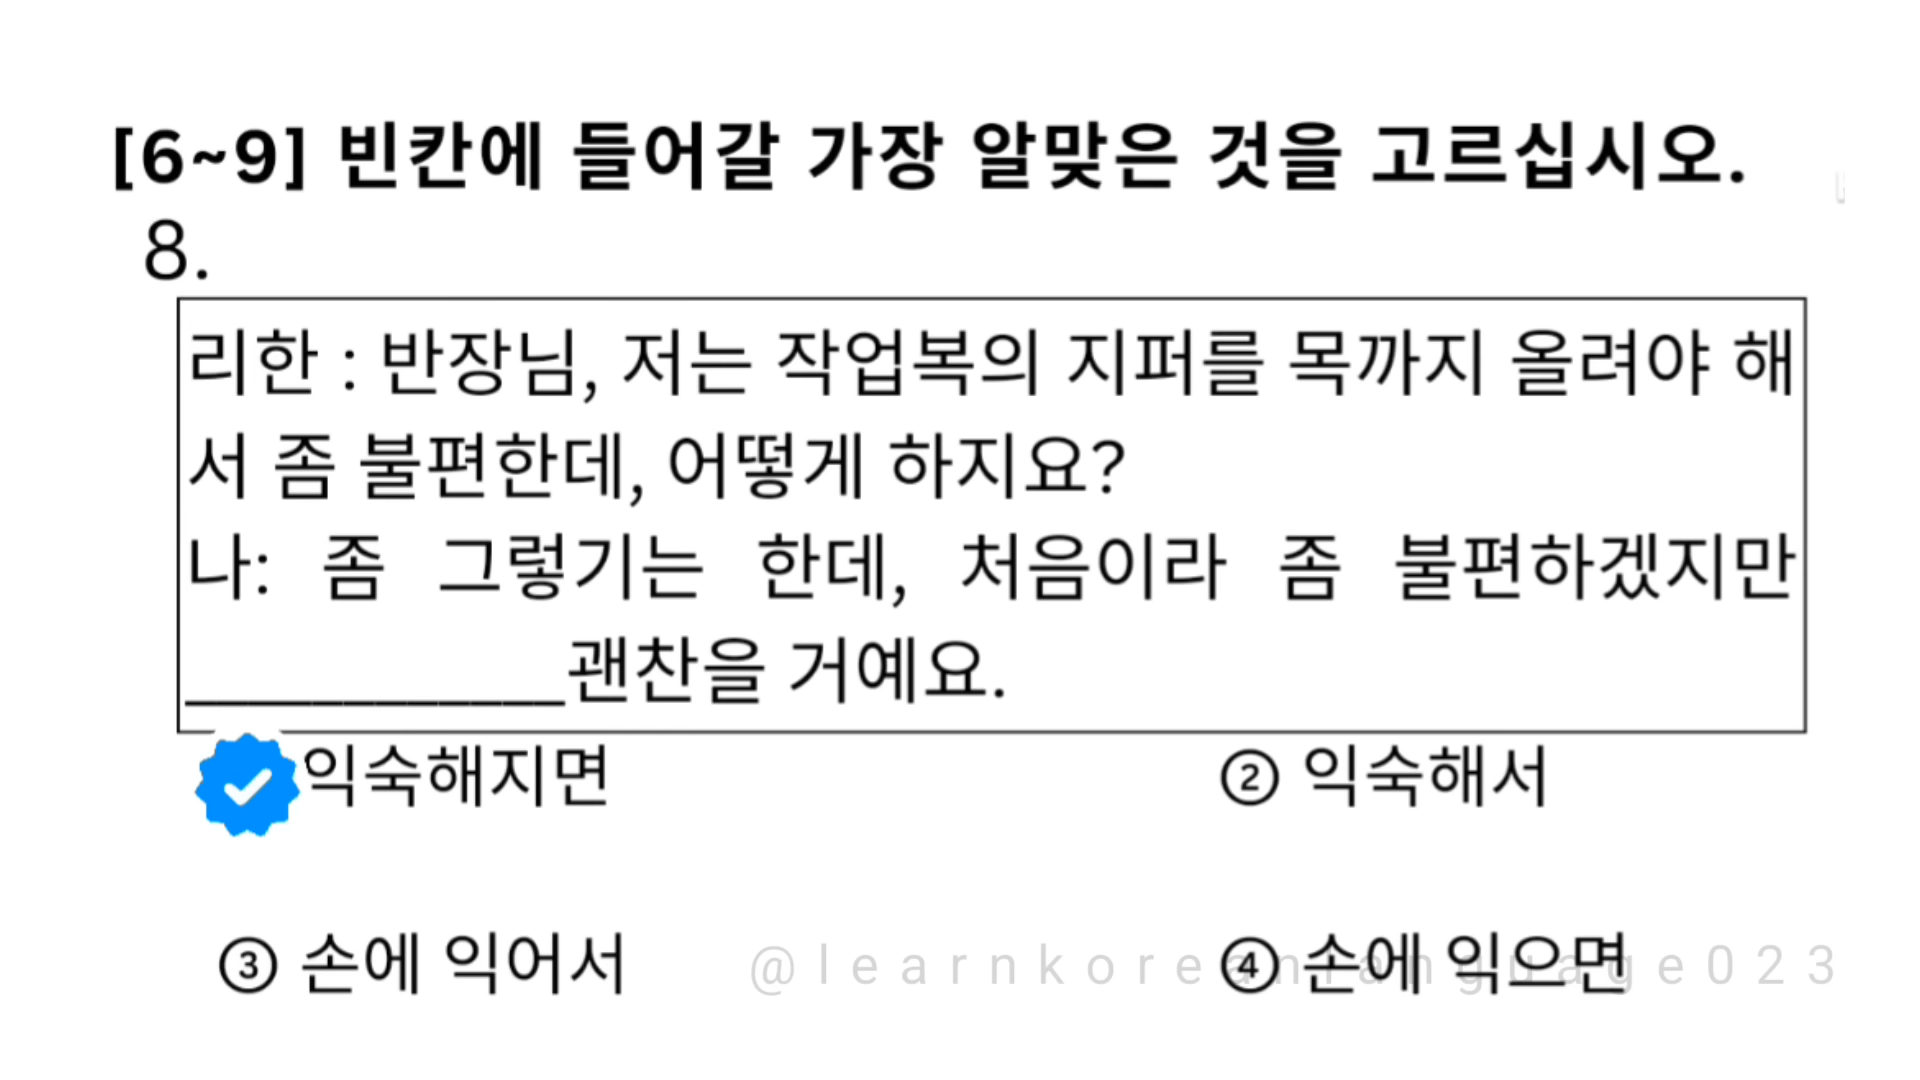 [6~9] 빈칸에 들어갈 가장 알맞은 것을 고르십시오.
8.
리한 : 반장님, 저는 작업복의 지퍼를 목까지 올려야 해
서 좀 불편한데, 어떻게 하지요?
나: 좀 그렇기는 한데, 처음이라 좀 불편하겠지만
____________괜찬을 거예요.
익숙해지면 ② 익숙해서
③ 손에 익어서 ④ 손에 익으면
@learnkoreanlanguage023